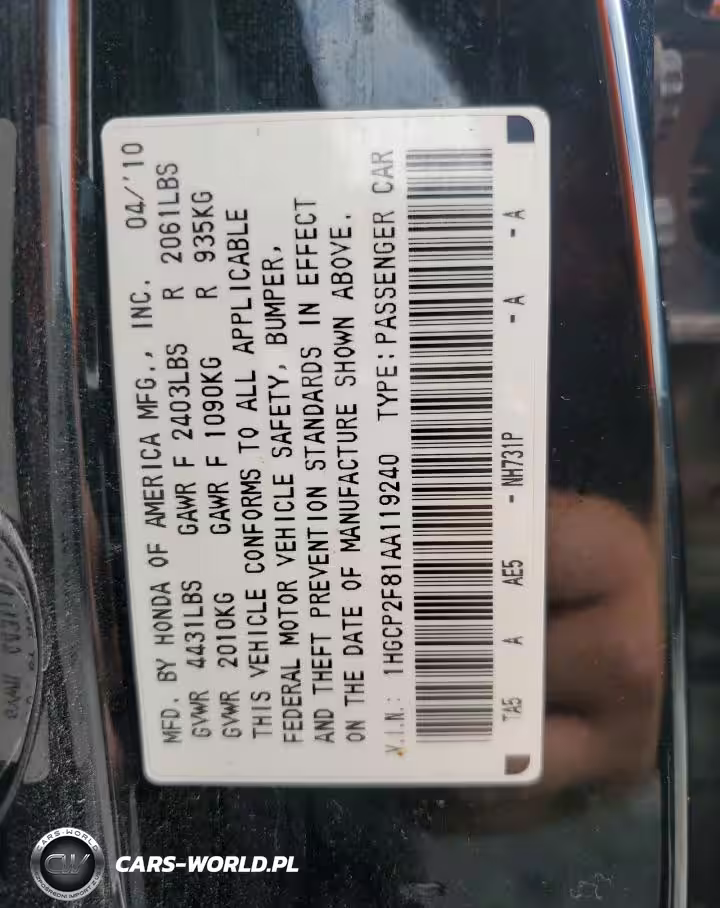 MFD. BY HONDA OF AMERICA MFG., INC. 04/'10
GVWR 4431LBS GAWR F 2403LBS R 2061LBS
GVWR 2010KG GAWR F 1090KG R 935KG
THIS VEHICLE CONFORMS TO ALL APPLICABLE
FEDERAL MOTOR VEHICLE SAFETY, BUMPER,
AND THEFT PREVENTION STANDARDS IN EFFECT
ON THE DATE OF MANUFACTURE SHOWN ABOVE.
V.I.N.: 1HGCP2F81AA119240 TYPE:PASSENGER CAR
TA5 A AE5 - NH731P - A - A
CARS-WORLD
CARS-WORLD.PL